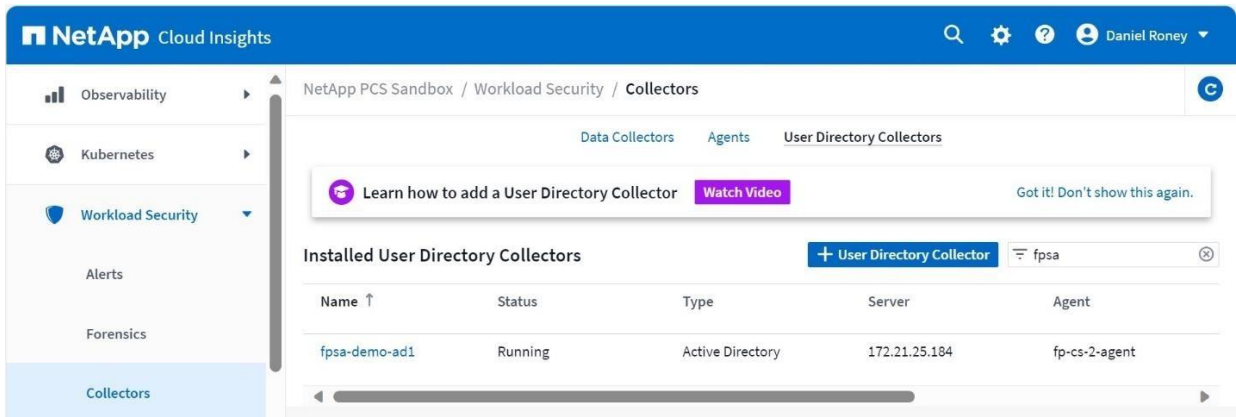 NetApp Cloud Insights
Daniel Roney
Observability
Kubernetes
Workload Security
Alerts
Forensics
Collectors
NetApp PCS Sandbox / Workload Security / Collectors
Data Collectors Agents User Directory Collectors
Learn how to add a User Directory Collector Watch Video Got it! Don't show this again.
Installed User Directory Collectors + User Directory Collector fpsa
Name ↑ Status Type Server Agent
fpsa-demo-ad1 Running Active Directory 172.21.25.184 fp-cs-2-agent